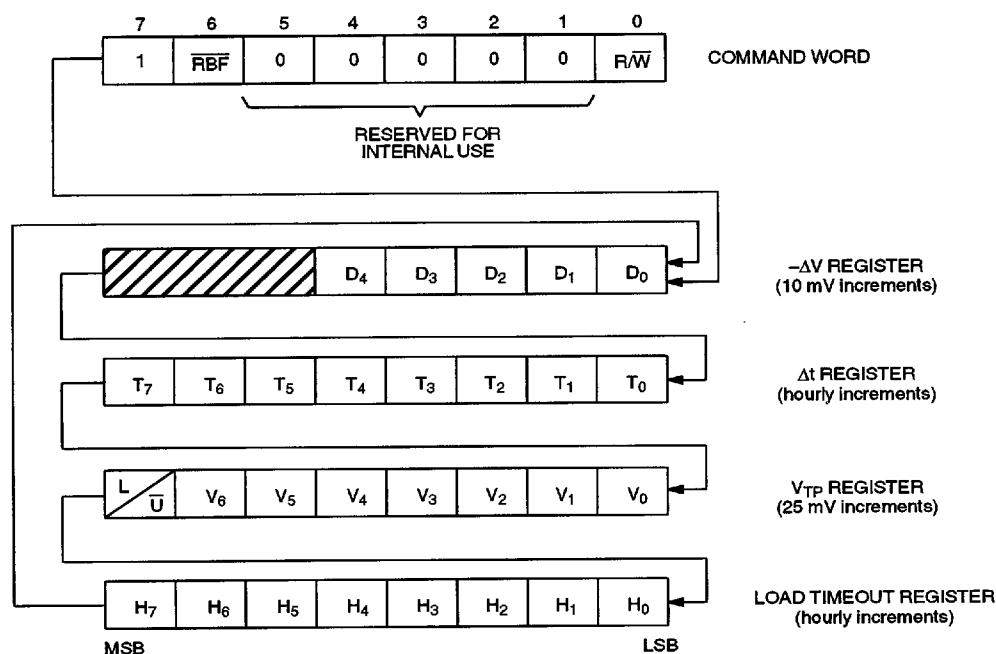 7 6 5 4 3 2 1 0
1 R̅B̅F̅ 0 0 0 0 0 R/W̅ COMMAND WORD
RESERVED FOR
INTERNAL USE
D₄ D₃ D₂ D₁ D₀ –ΔV REGISTER
(10 mV increments)
T₇ T₆ T₅ T₄ T₃ T₂ T₁ T₀ Δt REGISTER
(hourly increments)
L/U̅ V₆ V₅ V₄ V₃ V₂ V₁ V₀ V_TP REGISTER
(25 mV increments)
H₇ H₆ H₅ H₄ H₃ H₂ H₁ H₀ LOAD TIMEOUT REGISTER
(hourly increments)
MSB LSB